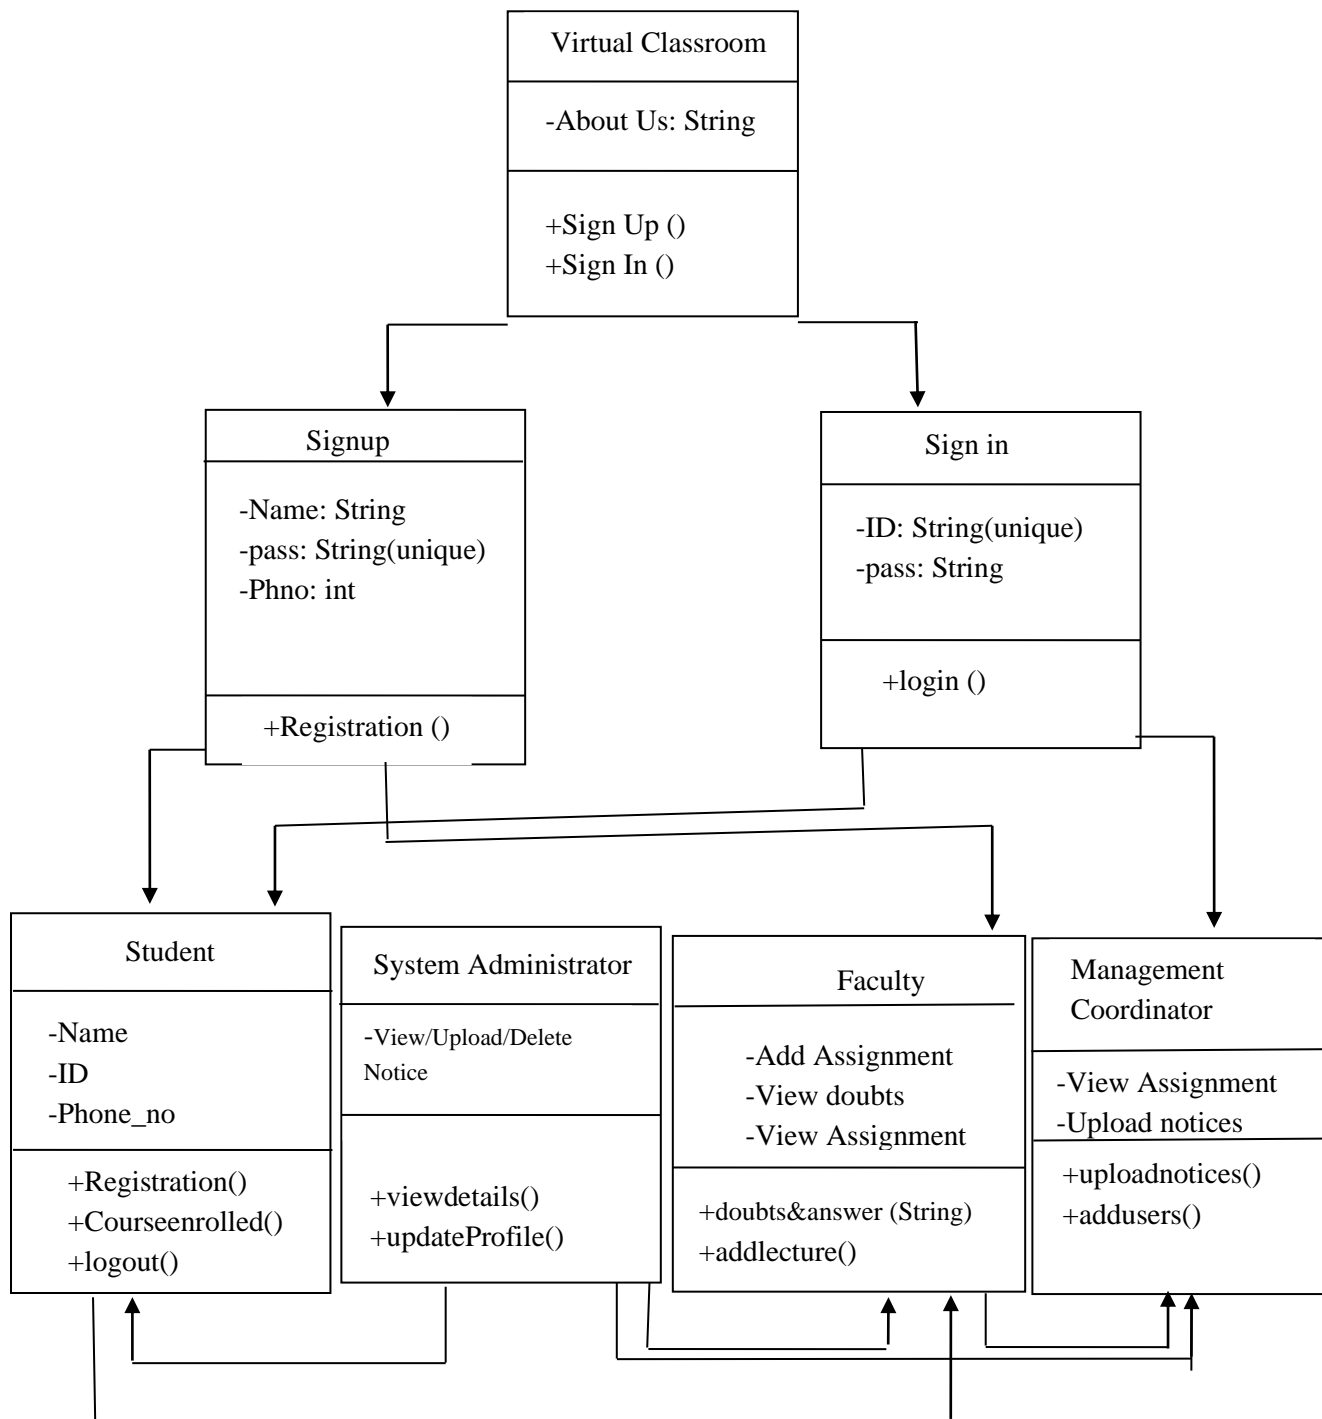 Virtual Classroom
-About Us: String
+Sign Up ()
+Sign In ()
Signup
-Name: String
-pass: String(unique)
-Phno: int
+Registration ()
Sign in
-ID: String(unique)
-pass: String
+login ()
Student
-Name
-ID
-Phone_no
+Registration()
+Courseenrolled()
+logout()
System Administrator
-View/Upload/Delete
Notice
+viewdetails()
+updateProfile()
Faculty
-Add Assignment
-View doubts
-View Assignment
+doubts&answer (String)
+addlecture()
Management
Coordinator
-View Assignment
-Upload notices
+uploadnotices()
+addusers()